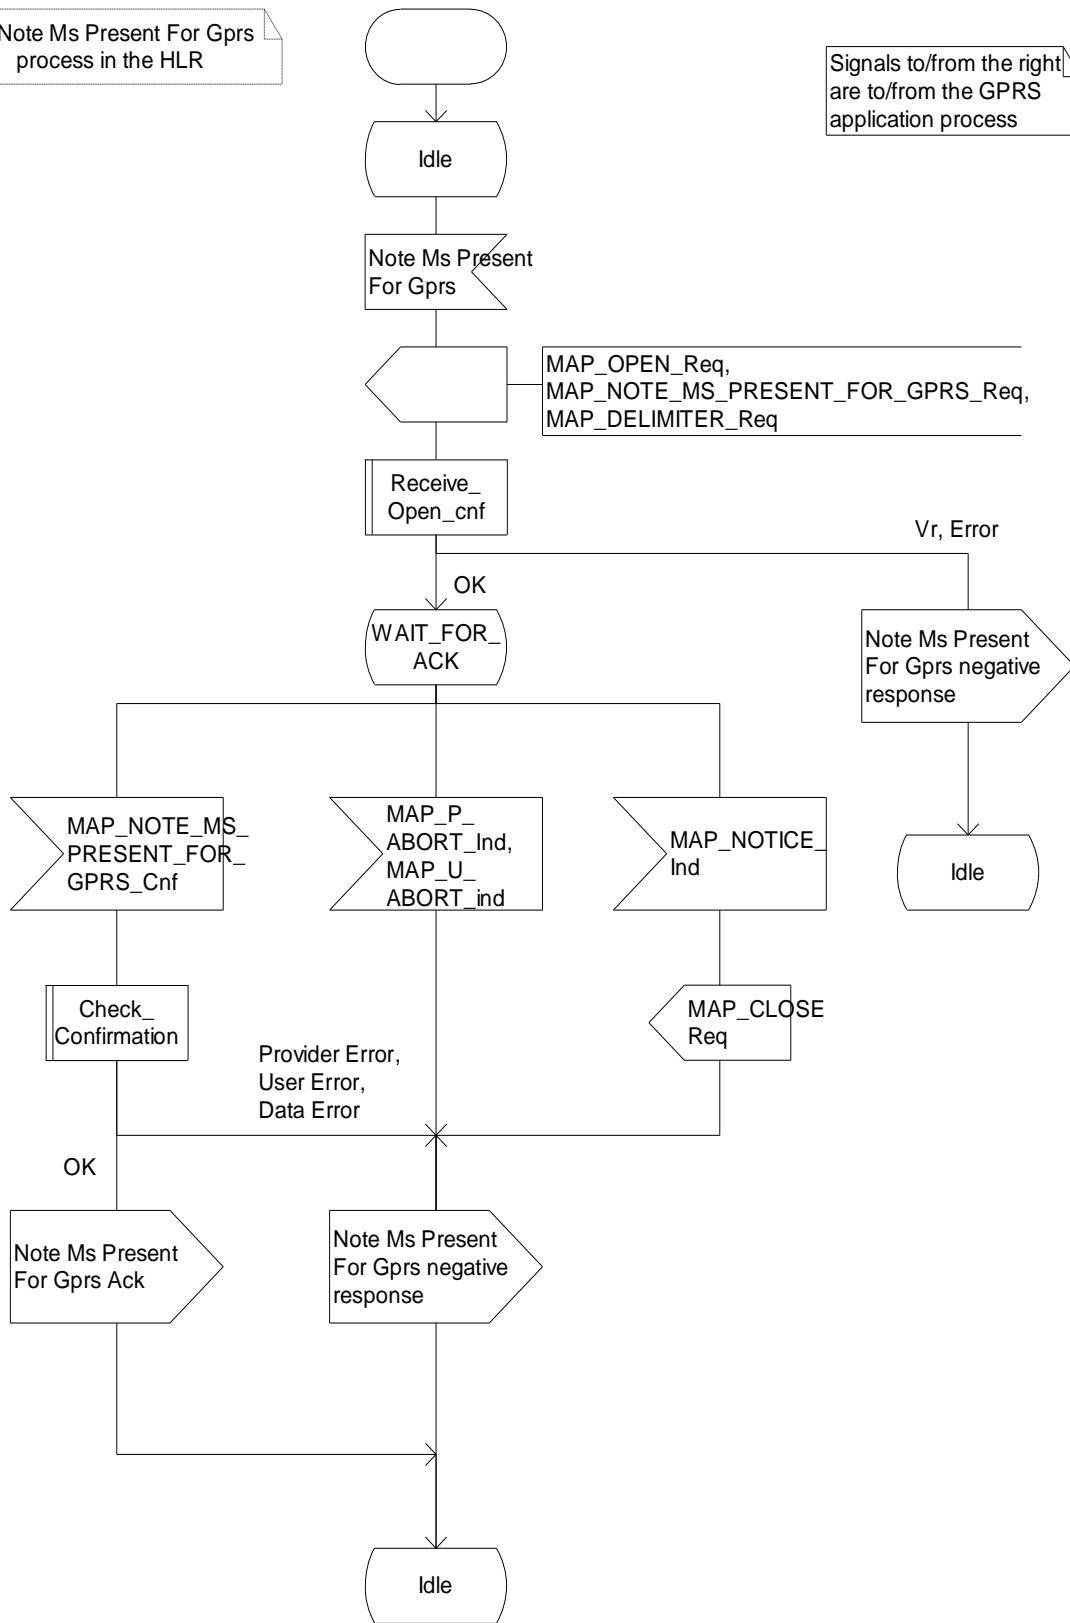 Note Ms Present For Gprs
process in the HLR
Signals to/from the right
are to/from the GPRS
application process
Idle
Note Ms Present
For Gprs
MAP_OPEN_Req,
MAP_NOTE_MS_PRESENT_FOR_GPRS_Req,
MAP_DELIMITER_Req
Receive_
Open_cnf
Vr, Error
OK
WAIT_FOR_
ACK
Note Ms Present
For Gprs negative
response
MAP_NOTE_MS_
PRESENT_FOR_
GPRS_Cnf
MAP_P_
ABORT_Ind,
MAP_U_
ABORT_ind
MAP_NOTICE_
Ind
Idle
Check_
Confirmation
MAP_CLOSE
Req
Provider Error,
User Error,
Data Error
OK
Note Ms Present
For Gprs Ack
Note Ms Present
For Gprs negative
response
Idle